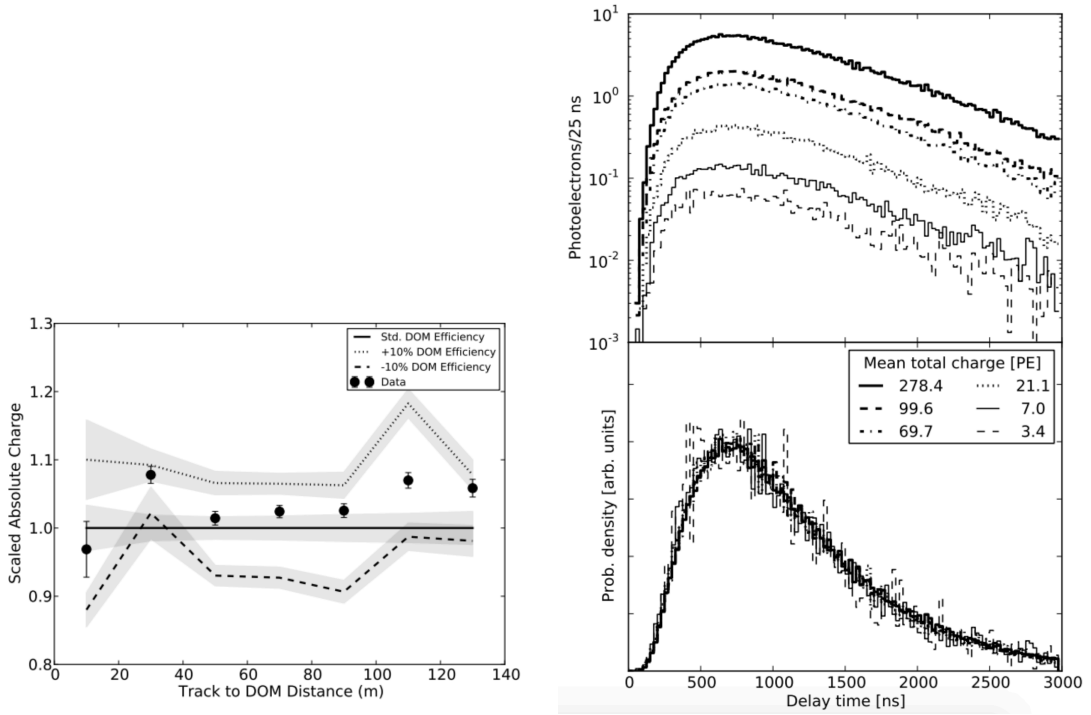 1.3
1.2
1.1
1.0
0.9
0.8
Scaled Absolute Charge
Std. DOM Efficiency
+10% DOM Efficiency
-10% DOM Efficiency
Data
0 20 40 60 80 100 120 140
Track to DOM Distance (m)
10^1
10^0
10^-1
10^-2
10^-3
Photoelectrons/25 ns
Mean total charge [PE]
278.4 21.1
99.6 7.0
69.7 3.4
Prob. density [arb. units]
0 500 1000 1500 2000 2500 3000
Delay time [ns]